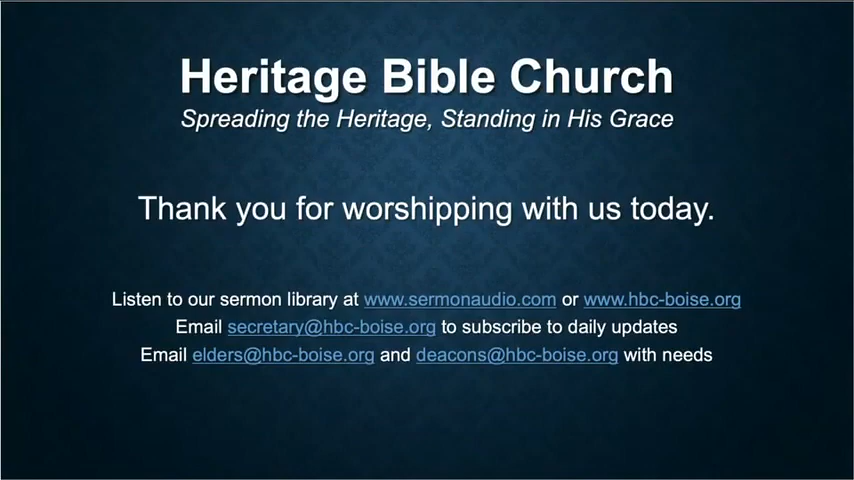 Heritage Bible Church
Spreading the Heritage, Standing in His Grace
Thank you for worshipping with us today.
Listen to our sermon library at www.sermonaudio.com or www.hbc-boise.org
Email secretary@hbc-boise.org to subscribe to daily updates
Email elders@hbc-boise.org and deacons@hbc-boise.org with needs